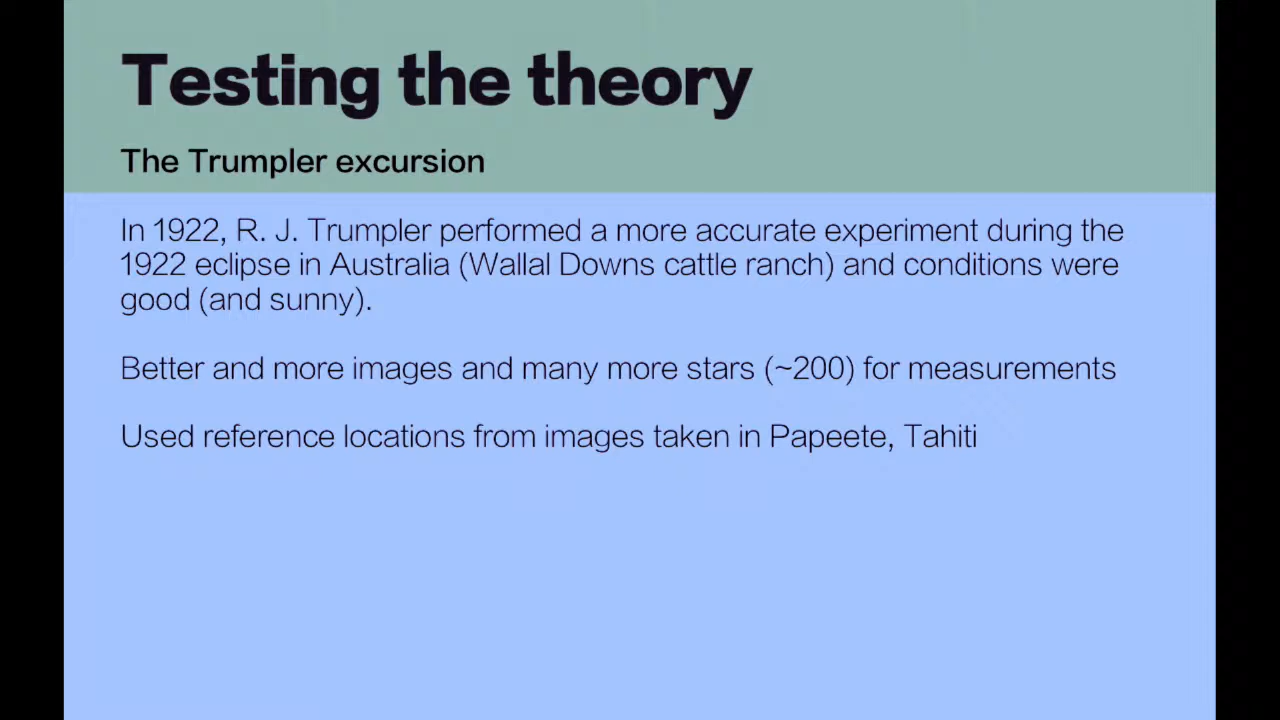 Testing the theory
The Trumpler excursion
In 1922, R. J. Trumpler performed a more accurate experiment during the
1922 eclipse in Australia (Wallal Downs cattle ranch) and conditions were
good (and sunny).
Better and more images and many more stars (~200) for measurements
Used reference locations from images taken in Papeete, Tahiti